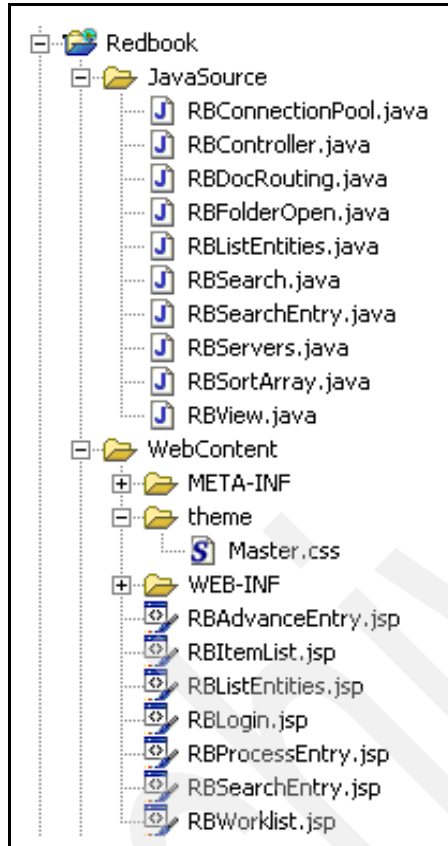 Redbook
JavaSource
RBConnectionPool.java
RBController.java
RBDocRouting.java
RBFolderOpen.java
RBListEntities.java
RBSearch.java
RBSearchEntry.java
RBServers.java
RBSortArray.java
RBView.java
WebContent
META-INF
theme
Master.css
WEB-INF
RBAdvanceEntry.jsp
RBItemList.jsp
RBListEntities.jsp
RBLogin.jsp
RBProcessEntry.jsp
RBSearchEntry.jsp
RBWorklist.jsp